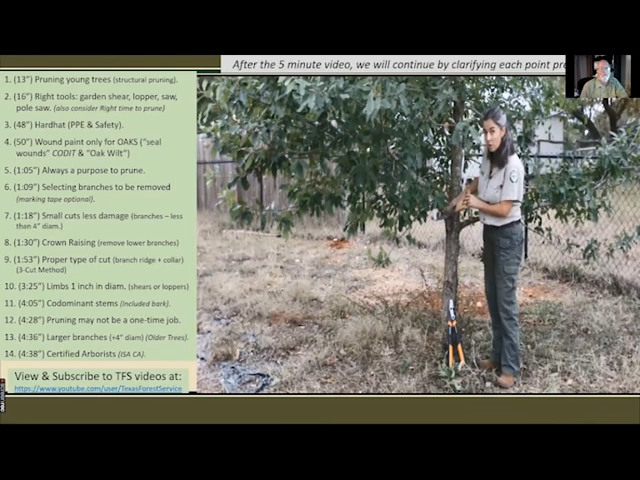 After the 5 minute video, we will continue by clarifying each point pre
1. (13") Pruning young trees (structural pruning).
2. (16") Right tools: garden shear, lopper, saw,
pole saw. (also consider Right time to prune)
3. (48") Hardhat (PPE & Safety).
4. (50") Wound paint only for OAKS ("seal
wounds" CODIT & "Oak Wilt")
5. (1:05") Always a purpose to prune.
6. (1:09") Selecting branches to be removed
(marking tape optional).
7. (1:18") Small cuts less damage (branches – less
than 4" diam.)
8. (1:30") Crown Raising (remove lower branches)
9. (1:53") Proper type of cut (branch ridge + collar)
(3-Cut Method)
10. (3:25") Limbs 1 inch in diam. (shears or loppers)
11. (4:05") Codominant stems (Included bark).
12. (4:28") Pruning may not be a one-time job.
13. (4:36") Larger branches (+4" diam) (Older Trees).
14. (4:38") Certified Arborists (ISA CA).
View & Subscribe to TFS videos at:
https://www.youtube.com/user/TexasForestService